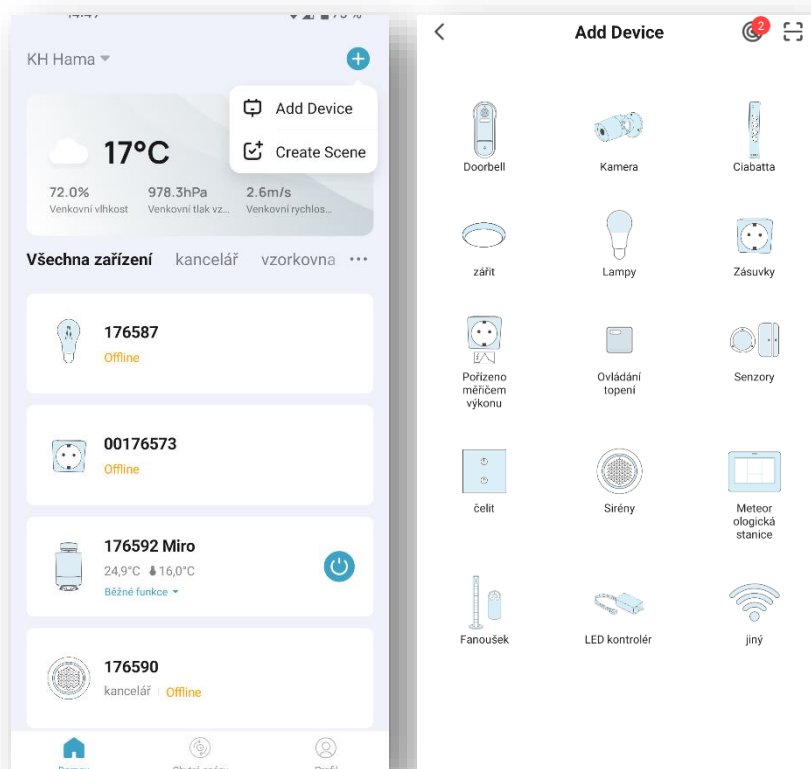 KH Hama
Add Device
Create Scene
17°C
72.0% 978.3hPa 2.6m/s
Venkovní vlhkost Venkovní tlak vz... Venkovní rychlos...
Všechna zařízení kancelář vzorkovna ...
176587
Offline
00176573
Offline
176592 Miro
24,9°C 16,0°C
Běžné funkce
176590
kancelář Offline
Add Device
2
Doorbell Kamera Ciabatta
zářit Lampy Zásuvky
Pořízeno
měřičem
výkonu
Ovládání
topení
Senzory
čelit Sirény
Meteor
ologická
stanice
Fanoušek LED kontrolér jiný